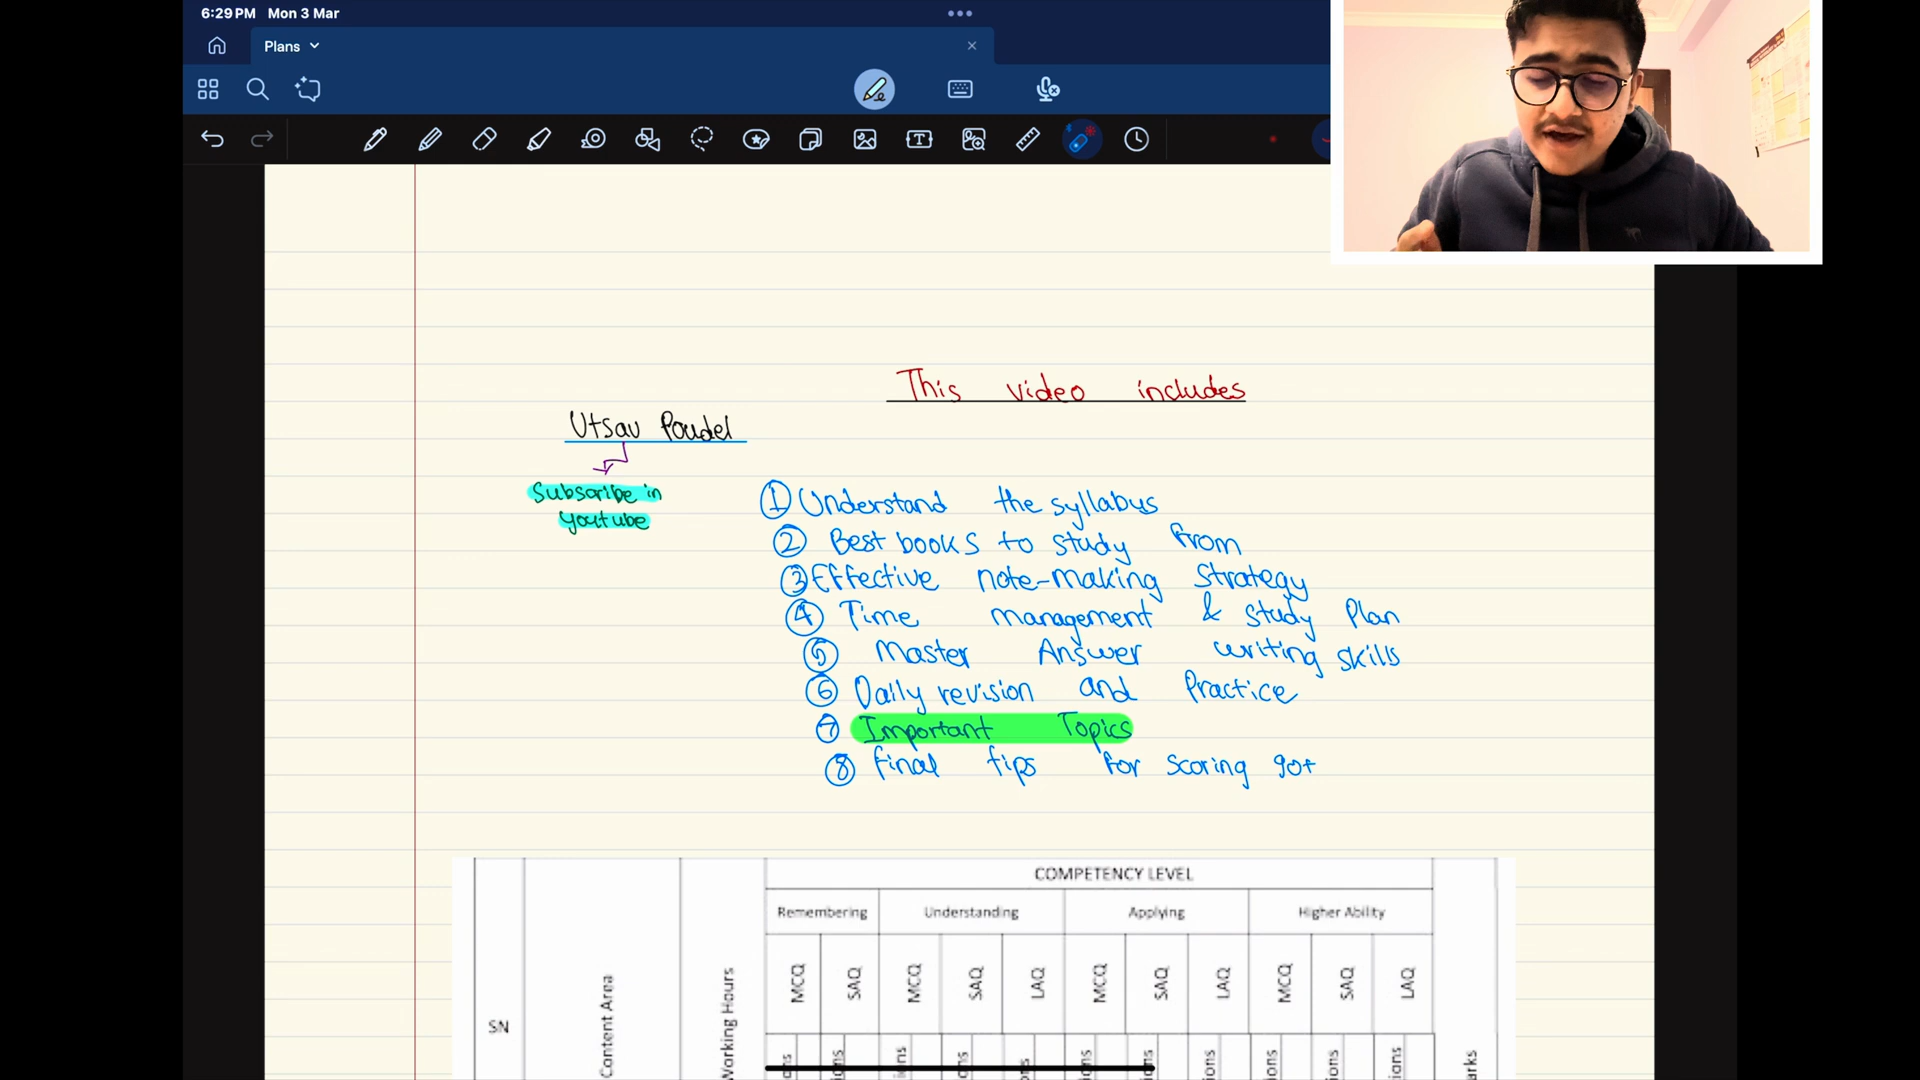 6:29 PM Mon 3 Mar
Plans
This video includes
Utsav Poudel
Subscribe in
youtube
① Understand the syllabus
② Best books to study from
③ Effective note-making strategy
④ Time management & study Plan
⑤ Master Answer writing skills
⑥ Daily revision and Practice
⑦ Important Topics
⑧ final tips for scoring 90+
COMPETENCY LEVEL
Remembering Understanding Applying Higher Ability
SN Content Area Working Hours MCQ SAQ MCQ SAQ LAQ MCQ SAQ LAQ MCQ SAQ LAQ